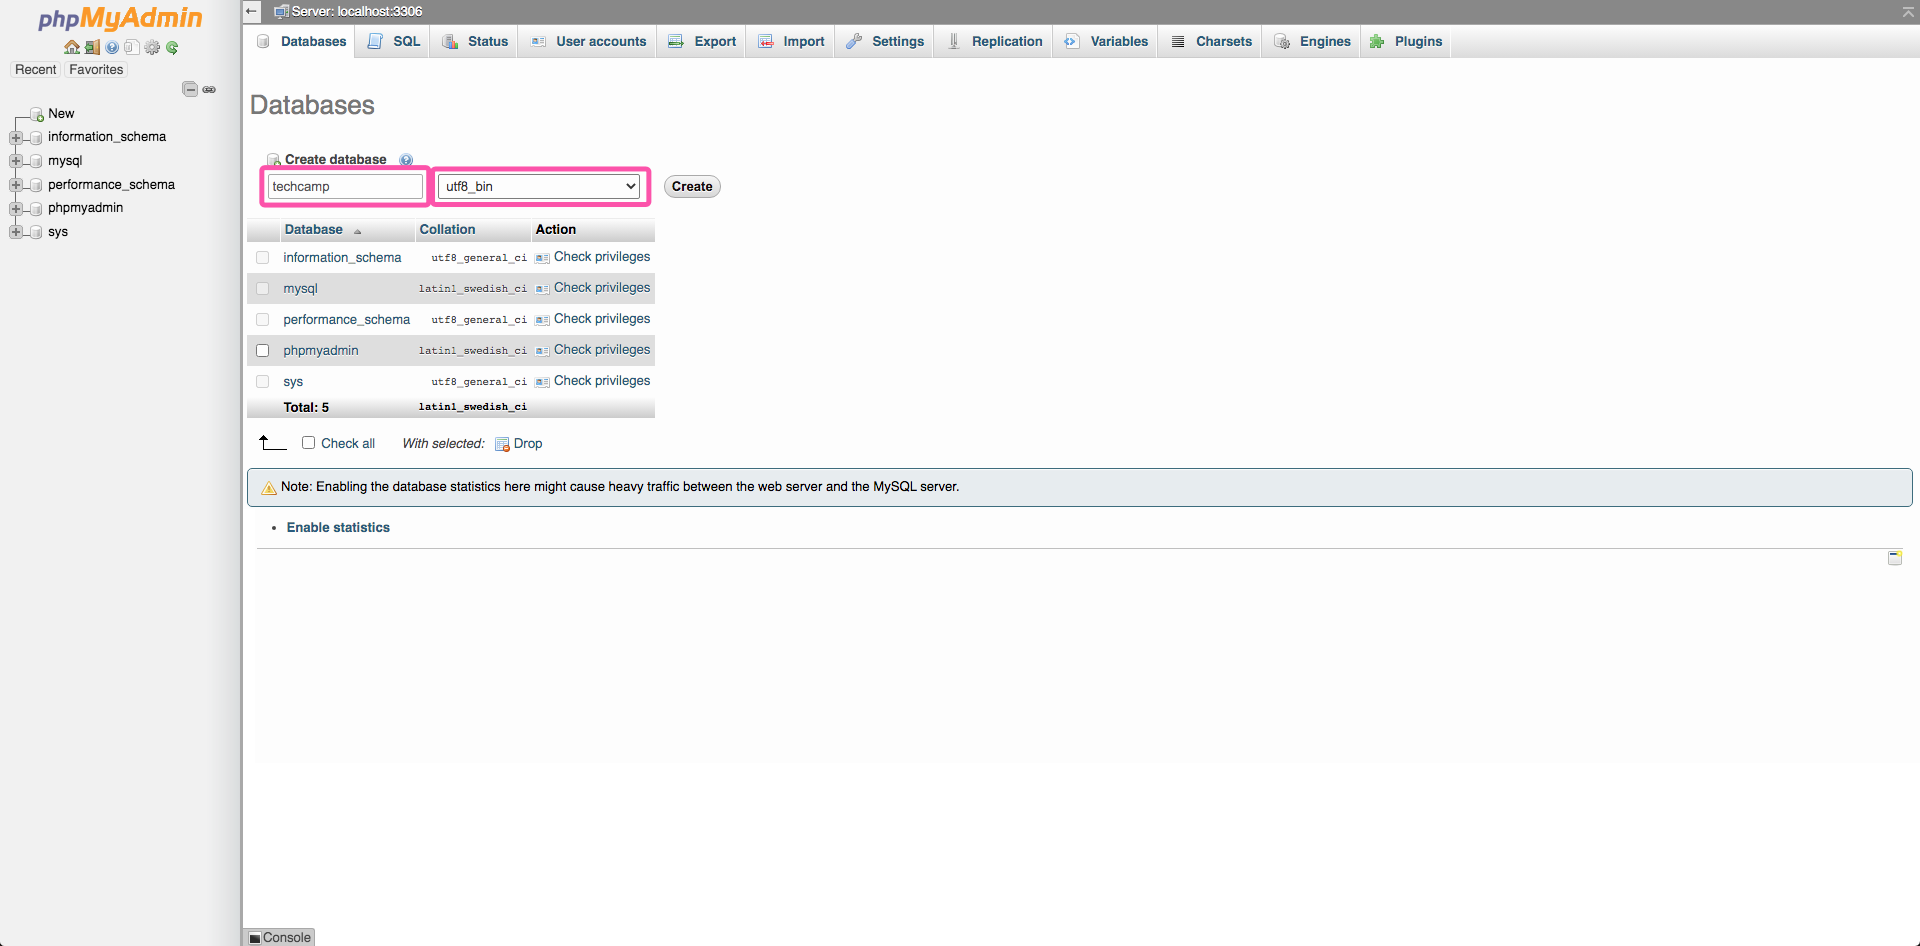 phpMyAdmin
Recent Favorites
New
information_schema
mysql
performance_schema
phpmyadmin
sys
Server: localhost:3306
Databases SQL Status User accounts Export Import Settings Replication Variables Charsets Engines Plugins
Databases
Create database
techcamp utf8_bin Create
Database Collation Action
information_schema utf8_general_ci Check privileges
mysql latin1_swedish_ci Check privileges
performance_schema utf8_general_ci Check privileges
phpmyadmin latin1_swedish_ci Check privileges
sys utf8_general_ci Check privileges
Total: 5 latin1_swedish_ci
Check all With selected: Drop
Note: Enabling the database statistics here might cause heavy traffic between the web server and the MySQL server.
• Enable statistics
Console